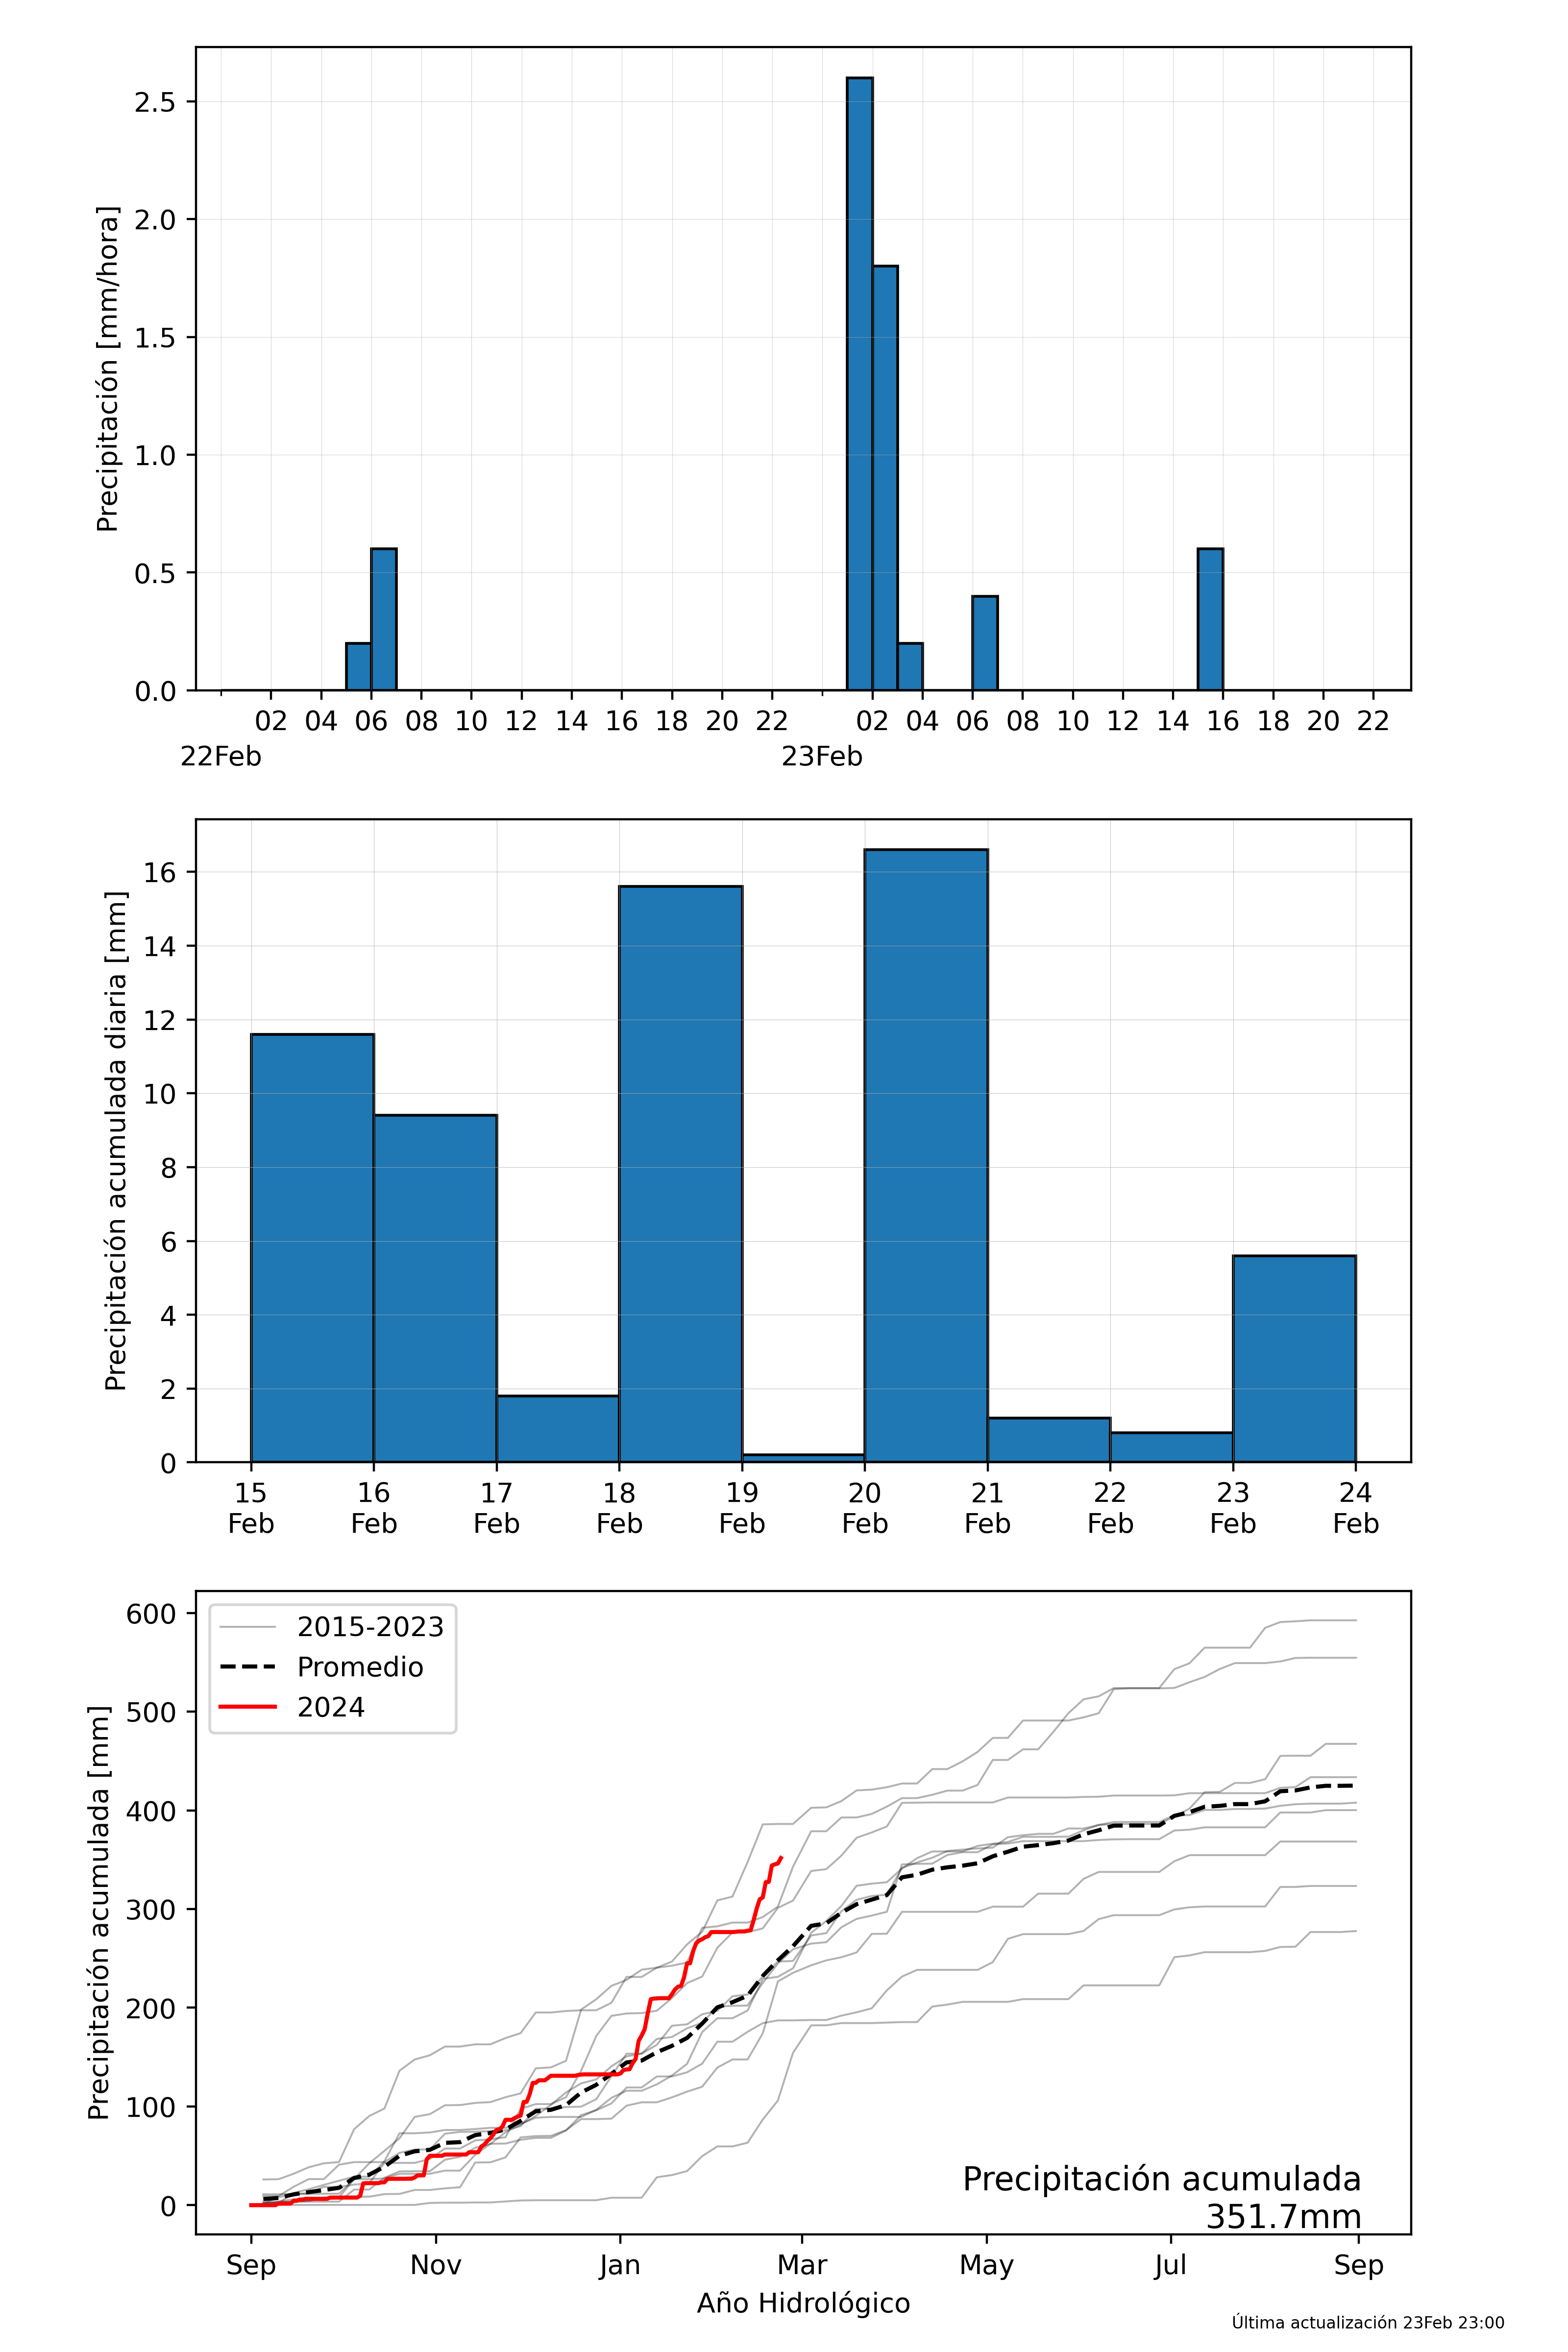 2.5
2.0
1.5
1.0
0.5
0.0
Precipitación [mm/hora]
02 04 06 08 10 12 14 16 18 20 22 02 04 06 08 10 12 14 16 18 20 22
22Feb 23Feb
16
14
12
10
8
6
4
2
0
Precipitación acumulada diaria [mm]
15 16 17 18 19 20 21 22 23 24
Feb Feb Feb Feb Feb Feb Feb Feb Feb Feb
600
500
400
300
200
100
0
Precipitación acumulada [mm]
2015-2023
Promedio
2024
Precipitación acumulada
351.7mm
Sep Nov Jan Mar May Jul Sep
Año Hidrológico
Última actualización 23Feb 23:00